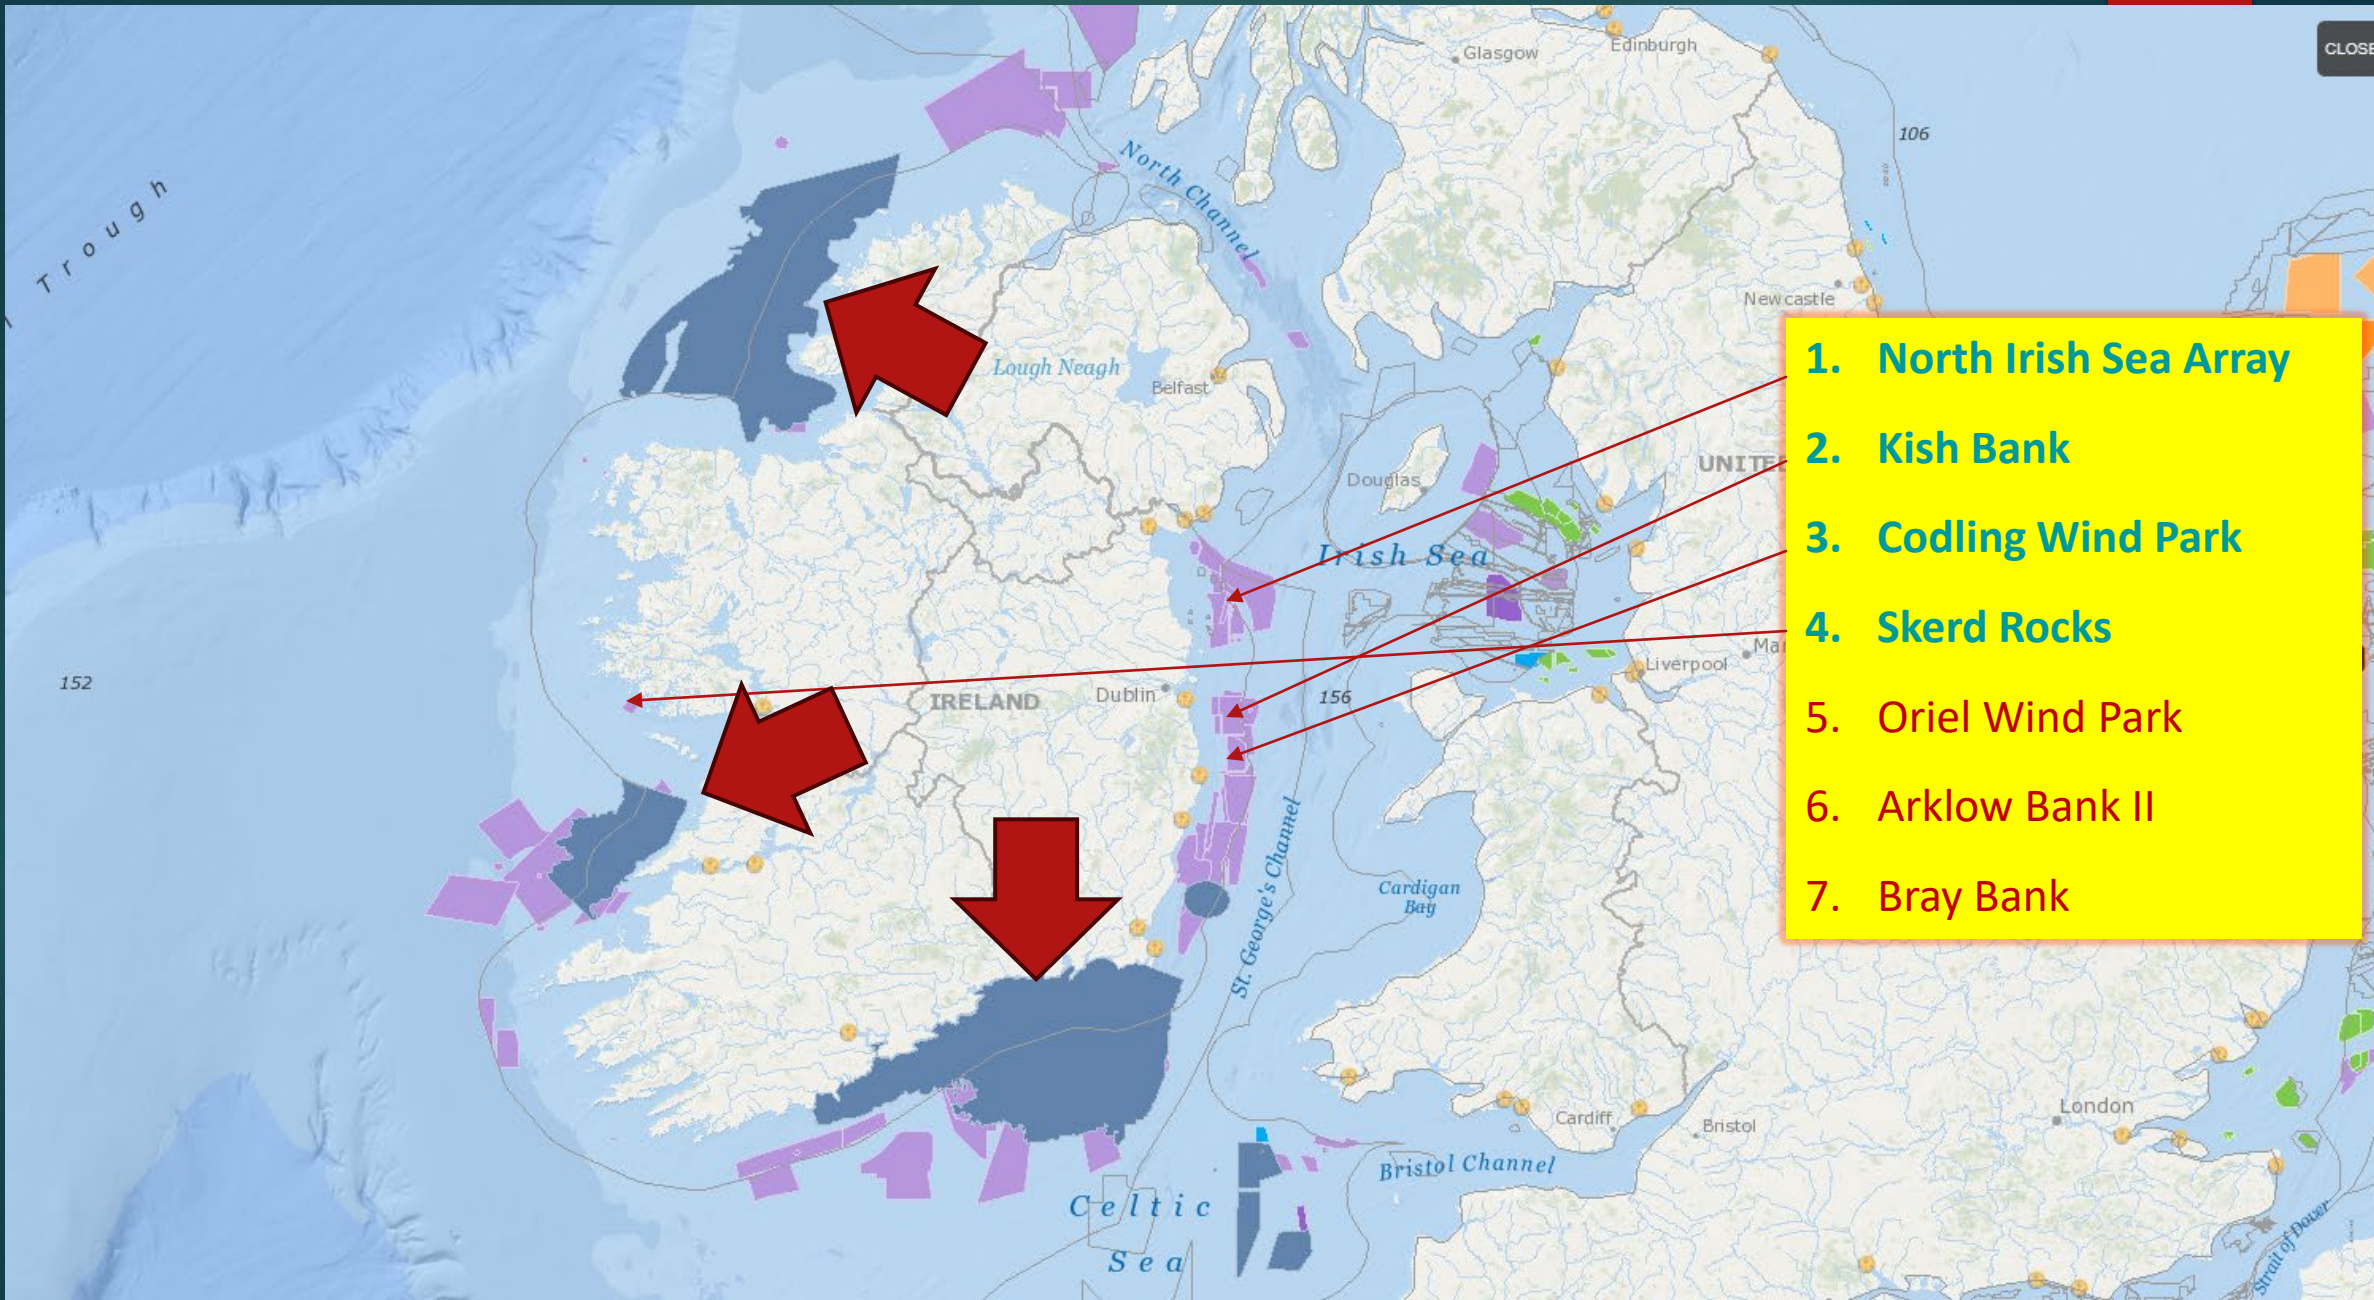 CLOSE
Glasgow
Edinburgh
106
North Channel
Trough
Newcastle
Lough Neagh
Belfast
UNITE
Douglas
Irish Sea
Liverpool
Ma
152
IRELAND
Dublin
156
St. George's Channel
Cardigan
Bay
Cardiff
Bristol
London
Bristol Channel
Celtic
Sea
Strait of Dover
1. North Irish Sea Array
2. Kish Bank
3. Codling Wind Park
4. Skerd Rocks
5. Oriel Wind Park
6. Arklow Bank II
7. Bray Bank